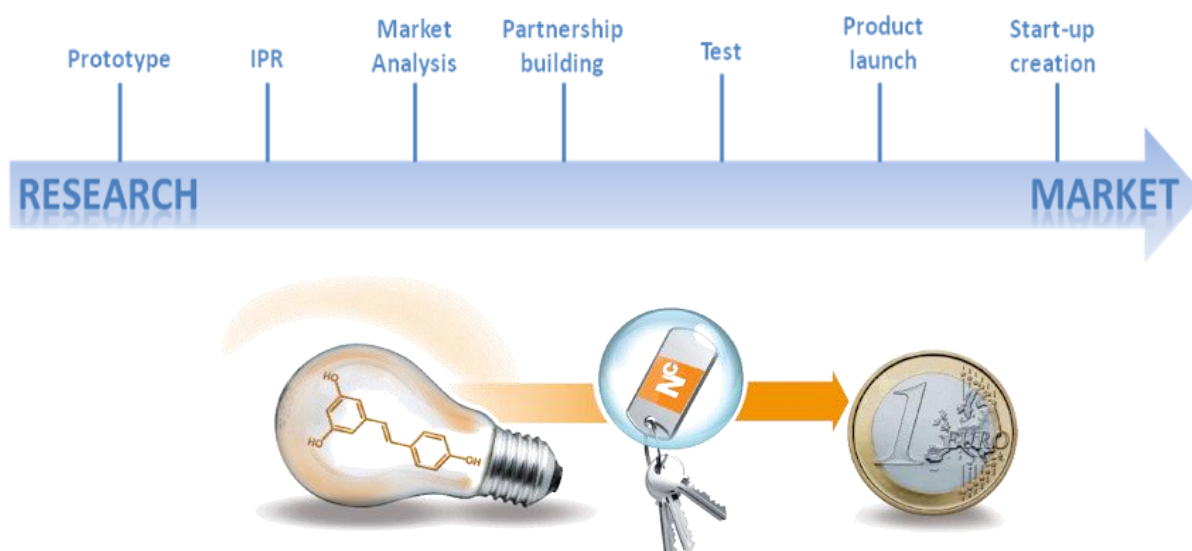 Prototype
IPR
Market
Analysis
Partnership
building
Test
Product
launch
Start-up
creation
RESEARCH
MARKET
HO
HO
OH
NC
1
EURO